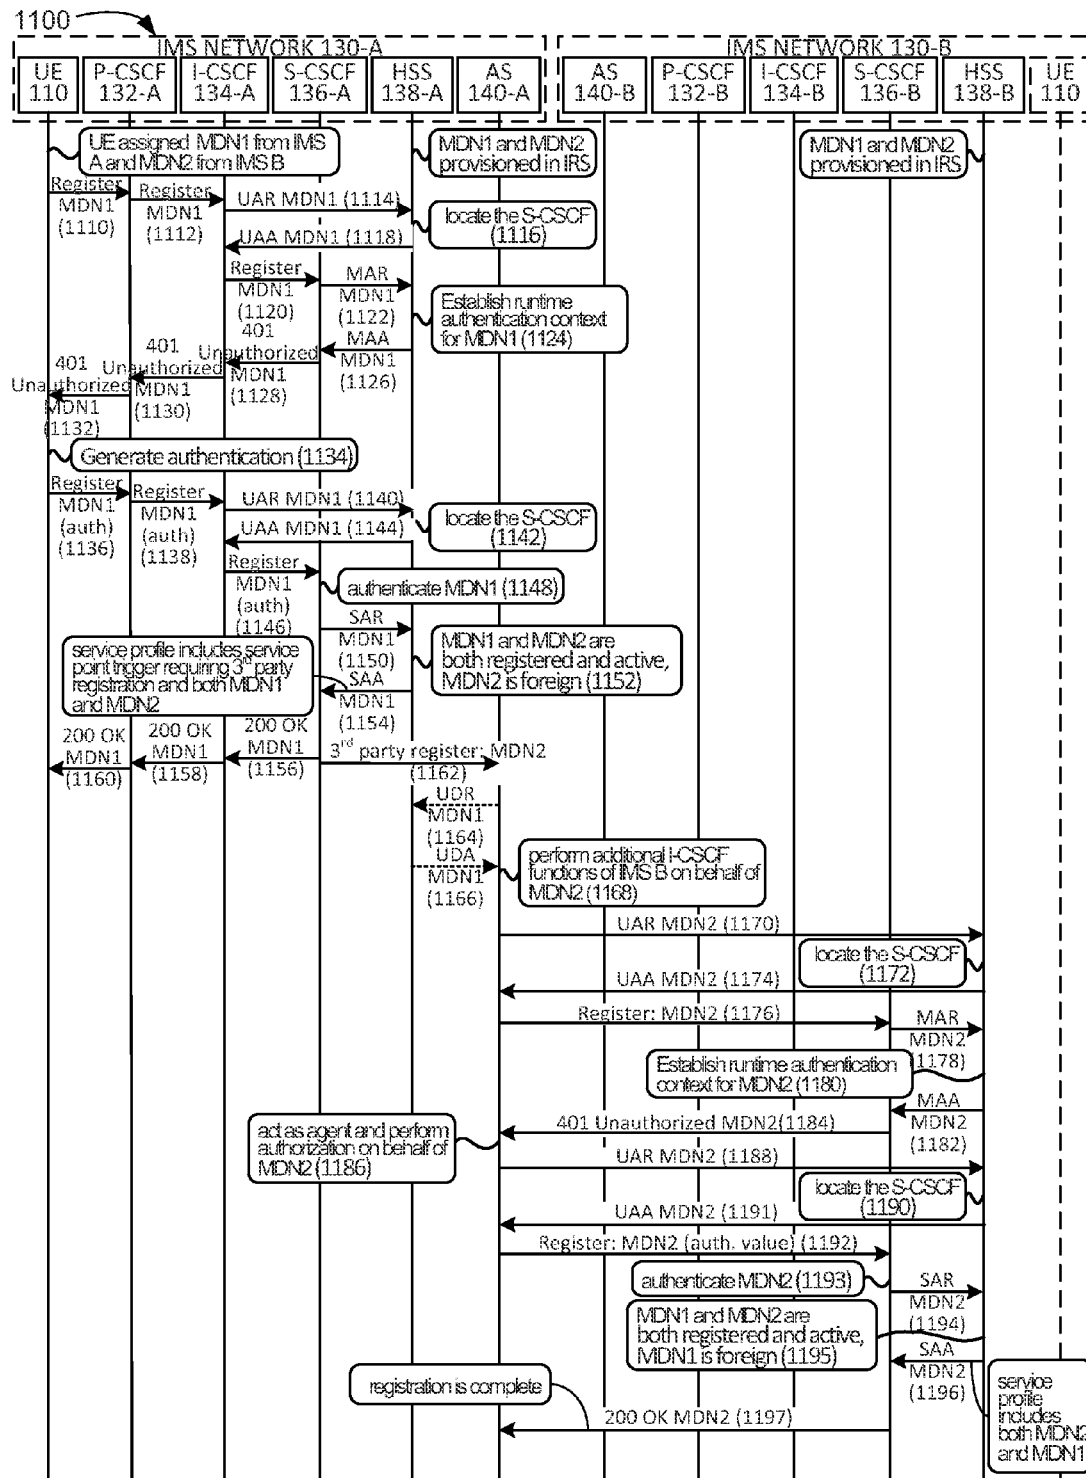 1100
IMS NETWORK 130-A
IMS NETWORK 130-B
UE
110
P-CSCF
132-A
I-CSCF
134-A
S-CSCF
136-A
HSS
138-A
AS
140-A
AS
140-B
P-CSCF
132-B
I-CSCF
134-B
S-CSCF
136-B
HSS
138-B
UE
110
UE assigned MDN1 from IMS
A and MDN2 from IMS B
MDN1 and MDN2
provisioned in IRS
MDN1 and MDN2
provisioned in IRS
Register
MDN1
(1110)
Register
MDN1
(1112)
UAR MDN1 (1114)
locate the S-CSCF
(1116)
UAA MDN1 (1118)
Register
MDN1
(1120)
MAR
MDN1
(1122)
Establish runtime
authentication context
for MDN1 (1124)
MAA
MDN1
(1126)
401
Unauthorized
MDN1
(1128)
401
Unauthorized
MDN1
(1130)
401
Unauthorized
MDN1
(1132)
Generate authentication (1134)
Register
MDN1
(auth)
(1136)
Register
MDN1
(auth)
(1138)
UAR MDN1 (1140)
locate the S-CSCF
(1142)
UAA MDN1 (1144)
Register
MDN1
(auth)
(1146)
authenticate MDN1 (1148)
SAR
MDN1
(1150)
MDN1 and MDN2 are
both registered and active,
MDN2 is foreign (1152)
service profile includes service
point trigger requiring 3rd party
registration and both MDN1
and MDN2
SAA
MDN1
(1154)
200 OK
MDN1
(1156)
200 OK
MDN1
(1158)
200 OK
MDN1
(1160)
3rd party register: MDN2
(1162)
UDR
MDN1
(1164)
UDA
MDN1
(1166)
perform additional I-CSCF
functions of IMS B on behalf of
MDN2 (1168)
UAR MDN2 (1170)
locate the S-CSCF
(1172)
UAA MDN2 (1174)
Register: MDN2 (1176)
MAR
MDN2
(1178)
Establish runtime authentication
context for MDN2 (1180)
MAA
MDN2
(1182)
401 Unauthorized MDN2(1184)
act as agent and perform
authorization on behalf of
MDN2 (1186)
UAR MDN2 (1188)
locate the S-CSCF
(1190)
UAA MDN2 (1191)
Register: MDN2 (auth. value) (1192)
authenticate MDN2 (1193)
SAR
MDN2
(1194)
MDN1 and MDN2 are
both registered and active,
MDN1 is foreign (1195)
SAA
MDN2
(1196)
service
profile
includes
both MDN2
and MDN1
registration is complete
200 OK MDN2 (1197)